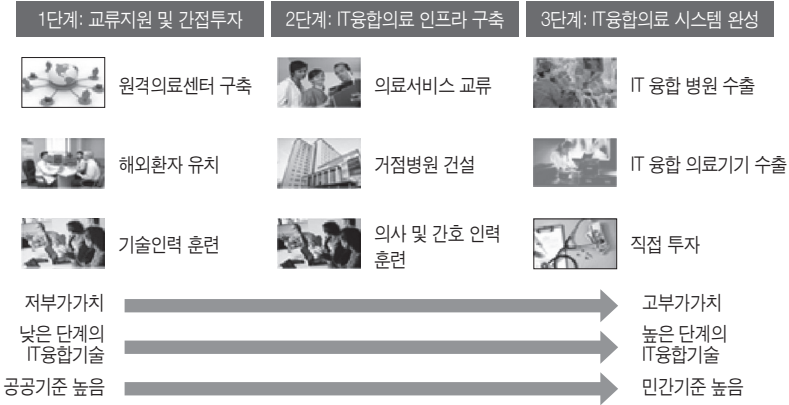 1단계: 교류지원 및 간접투자
2단계: IT융합의료 인프라 구축
3단계: IT융합의료 시스템 완성
원격의료센터 구축
의료서비스 교류
IT 융합 병원 수출
해외환자 유치
거점병원 건설
IT 융합 의료기기 수출
기술인력 훈련
의사 및 간호 인력
훈련
직접 투자
저부가가치
고부가가치
낮은 단계의
IT융합기술
높은 단계의
IT융합기술
공공기준 높음
민간기준 높음